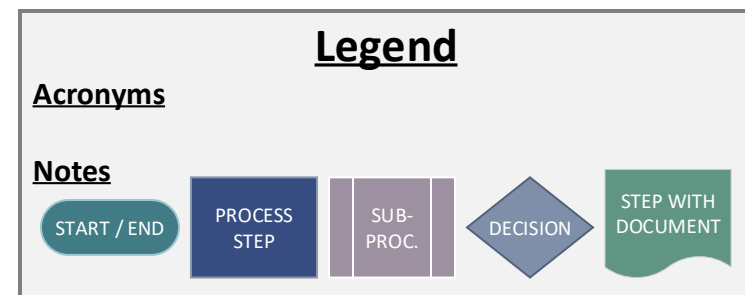 Legend
Acronyms
Notes
START / END
PROCESS
STEP
SUB-
PROC.
DECISION
STEP WITH
DOCUMENT